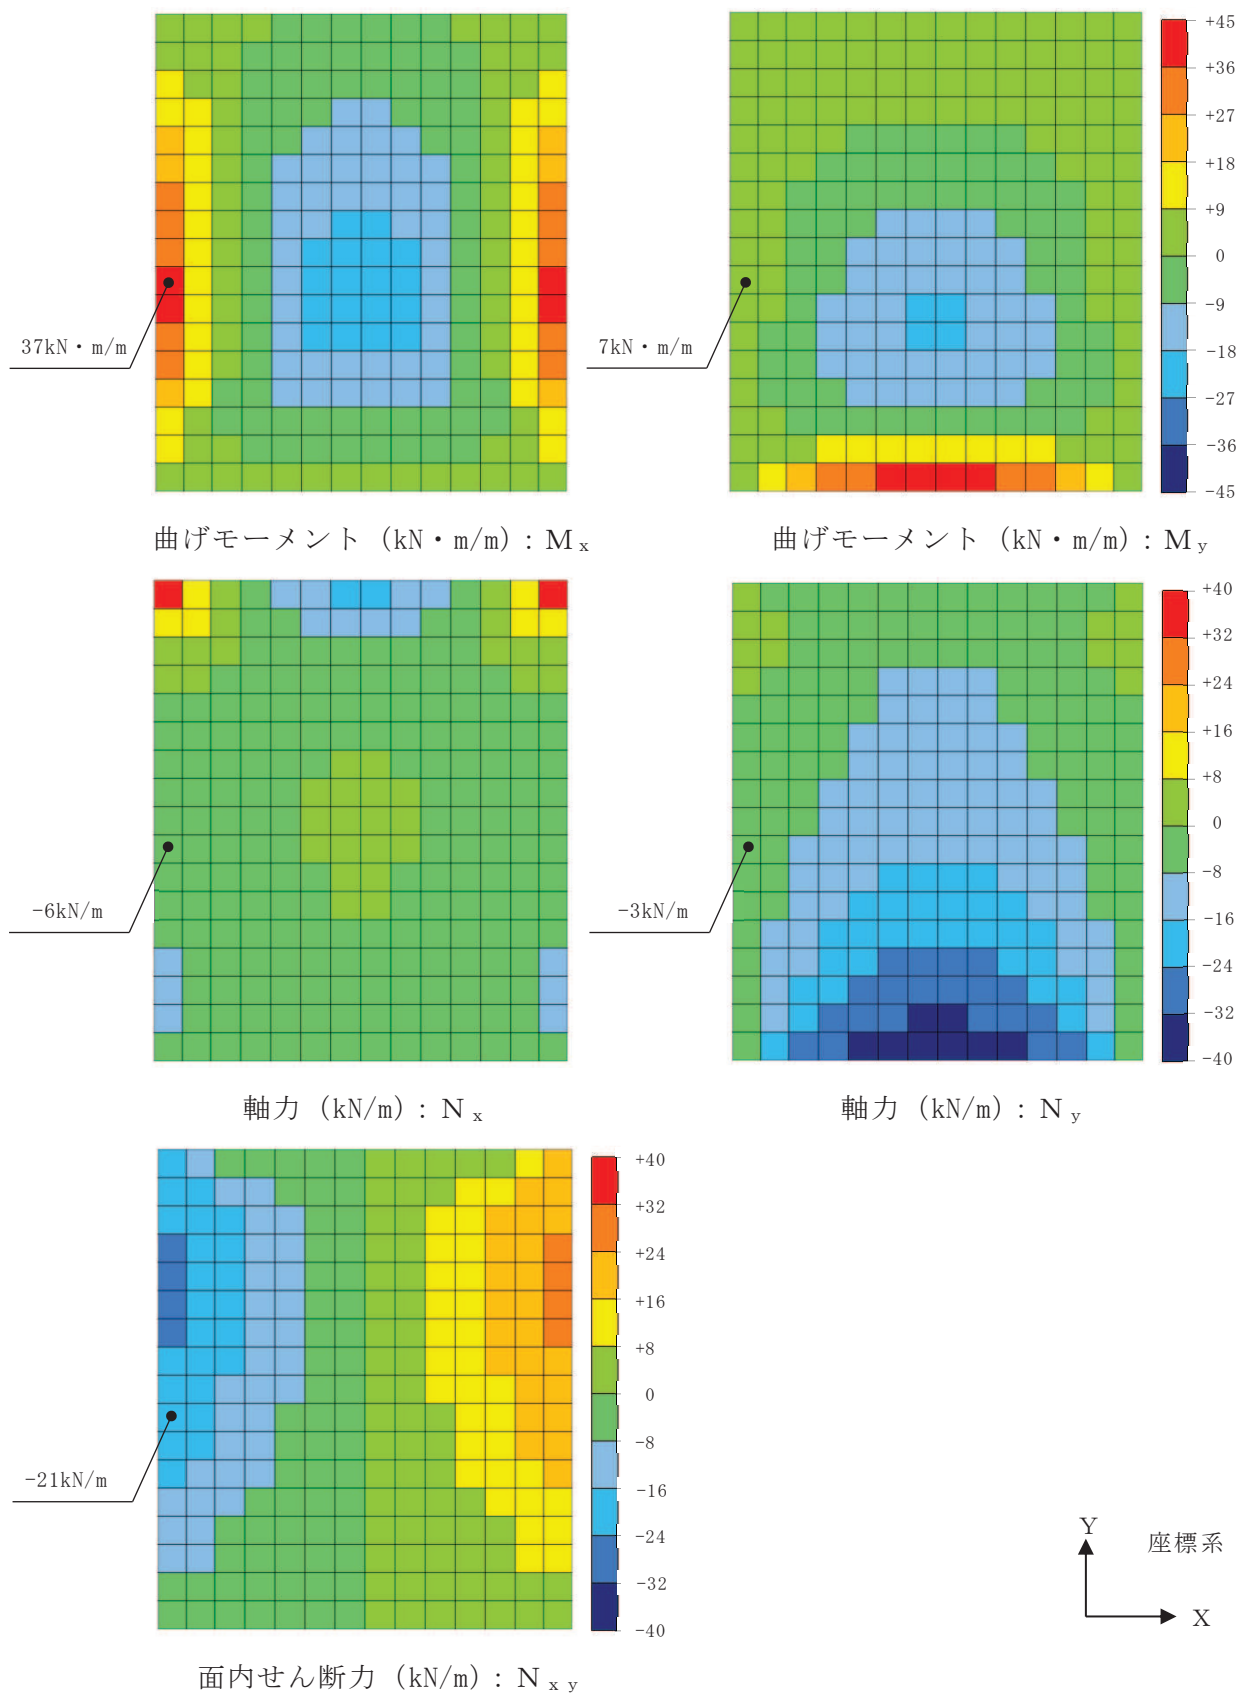 +45
+36
+27
+18
+9
0
-9
-18
-27
-36
-45
37kN・m/m
7kN・m/m
曲げモーメント (kN・m/m) : Mx
曲げモーメント (kN・m/m) : My
+40
+32
+24
+16
+8
0
-8
-16
-24
-32
-40
-6kN/m
-3kN/m
軸力 (kN/m) : Nx
軸力 (kN/m) : Ny
+40
+32
+24
+16
+8
0
-8
-16
-24
-32
-40
-21kN/m
Y
座標系
X
面内せん断力 (kN/m) : Nxy